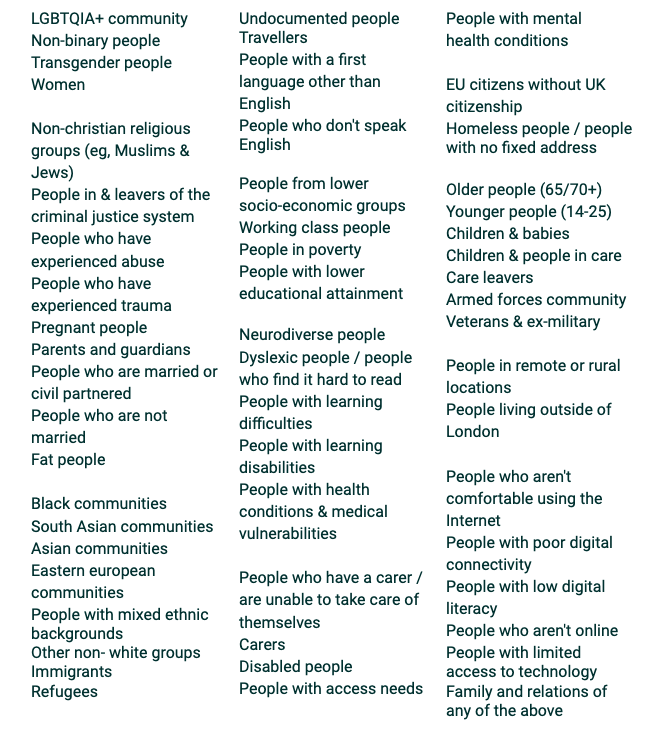 LGBTQIA+ community
Non-binary people
Transgender people
Women
Non-christian religious
groups (eg, Muslims &
Jews)
People in & leavers of the
criminal justice system
People who have
experienced abuse
People who have
experienced trauma
Pregnant people
Parents and guardians
People who are married or
civil partnered
People who are not
married
Fat people
Black communities
South Asian communities
Asian communities
Eastern european
communities
People with mixed ethnic
backgrounds
Other non- white groups
Immigrants
Refugees
Undocumented people
Travellers
People with a first
language other than
English
People who don't speak
English
People from lower
socio-economic groups
Working class people
People in poverty
People with lower
educational attainment
Neurodiverse people
Dyslexic people / people
who find it hard to read
People with learning
difficulties
People with learning
disabilities
People with health
conditions & medical
vulnerabilities
People who have a carer /
are unable to take care of
themselves
Carers
Disabled people
People with access needs
People with mental
health conditions
EU citizens without UK
citizenship
Homeless people / people
with no fixed address
Older people (65/70+)
Younger people (14-25)
Children & babies
Children & people in care
Care leavers
Armed forces community
Veterans & ex-military
People in remote or rural
locations
People living outside of
London
People who aren't
comfortable using the
Internet
People with poor digital
connectivity
People with low digital
literacy
People who aren't online
People with limited
access to technology
Family and relations of
any of the above